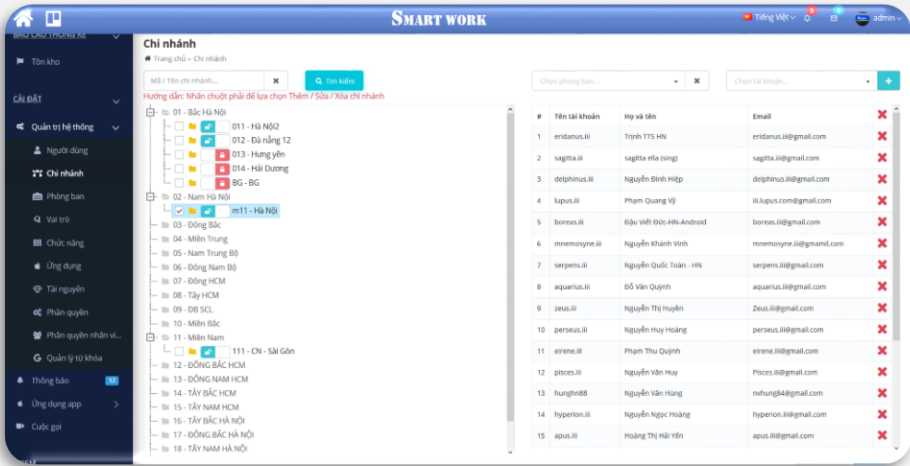 SMART WORK
Tiếng Việt
5
6
admin
BÁO CÁO THỐNG KÊ
Tồn kho
CÀI ĐẶT
Quản trị hệ thống
Người dùng
Chi nhánh
Phòng ban
Vai trò
Chức năng
Ứng dụng
Tài nguyên
Phân quyền
Phân quyền nhân vi...
Quản lý từ khóa
Thông báo
12
Ứng dụng app
Cuộc gọi
Chi nhánh
Trang chủ › Chi nhánh
Mã / Tên chi nhánh...
Tìm kiếm
Hướng dẫn: Nhấn chuột phải để lựa chọn Thêm / Sửa / Xóa chi nhánh
01 - Bắc Hà Nội
011 - Hà Nội2
012 - Đà nẵng 12
013 - Hưng yên
014 - Hải Dương
BG - BG
02 - Nam Hà Nội
m11 - Hà Nội
03 - Đông Bắc
04 - Miền Trung
05 - Nam Trung Bộ
06 - Đông Nam Bộ
07 - Đông HCM
08 - Tây HCM
09 - DB SCL
10 - Miền Bắc
11 - Miền Nam
111 - CN - Sài Gòn
12 - ĐÔNG BẮC HCM
13 - ĐÔNG NAM HCM
14 - TÂY BẮC HCM
15 - TÂY NAM HCM
16 - TÂY BẮC HÀ NỘI
17 - ĐÔNG BẮC HÀ NỘI
18 - TÂY NAM HÀ NỘI
Chọn phòng ban...
Chọn tài khoản...
# Tên tài khoản Họ và tên Email
1 eridanus.iii Trịnh TTS HN eridanus.iii@gmail.com
2 sagitta.iii sagitta ella (sing) sagitta.iii@gmail.com
3 delphinus.iii Nguyễn Đình Hiệp delphinus.iii@gmail.com
4 lupus.iii Phạm Quang Vỹ iii.lupus.com@gmail.com
5 boreas.iii Đậu Viết Đức-HN-Android boreas.iii@gmail.com
6 mnemosyne.iii Nguyễn Khánh Vinh mnemosyne.iii@gmamil.com
7 serpens.iii Nguyễn Quốc Toản - HN serpens.iii@gmail.com
8 aquarius.iii Đỗ Văn Quỳnh aquarius.iii@gmail.com
9 zeus.iii Nguyễn Thị Huyền Zeus.iii@gmail.com
10 perseus.iii Nguyễn Huy Hoàng perseus.iii@gmail.com
11 eirene.iii Phạm Thu Quỳnh eirene.iii@gmail.com
12 pisces.iii Nguyễn Văn Huy Pisces.iii@gmail.com
13 hunghn88 Nguyễn Văn Hùng nvhung84@gmail.com
14 hyperion.iii Nguyễn Ngọc Hoàng hyperion.iii@gmail.com
15 apus.iii Hoàng Thị Hải Yến apus.iii@gmail.com